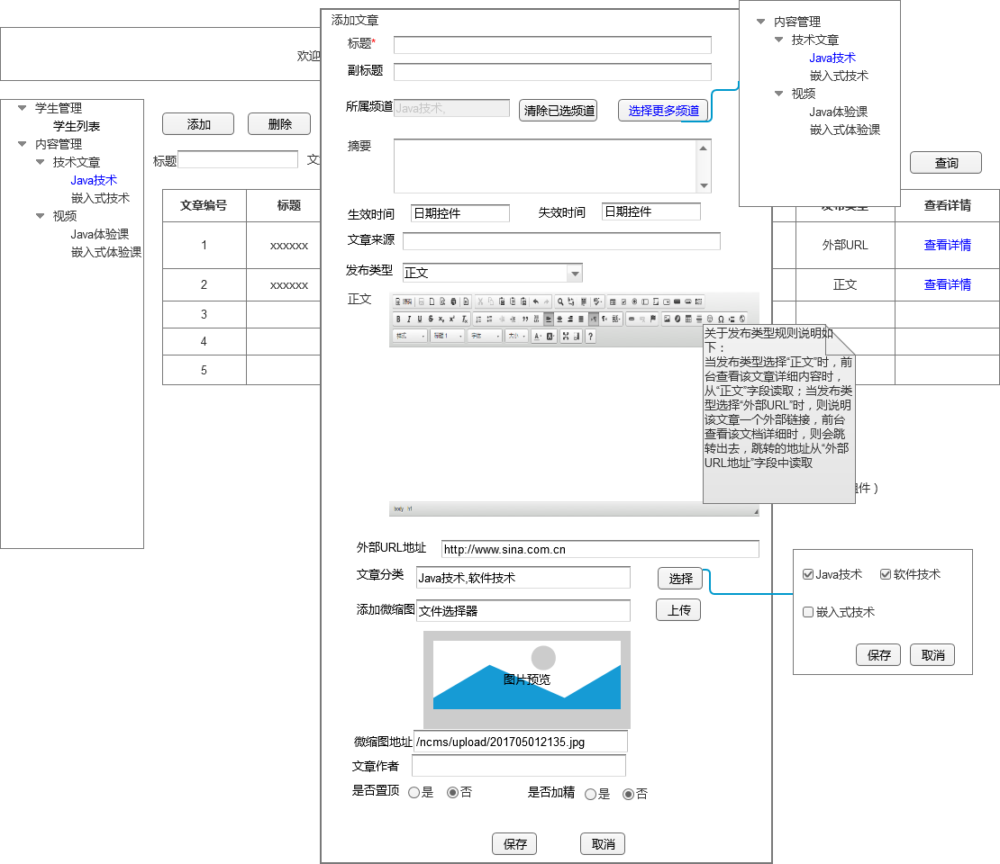 添加文章
标题*
副标题
所属频道 Java技术、 清除已选频道 选择更多频道
摘要
生效时间 日期控件 失效时间 日期控件
文章来源
发布类型 正文
正文
样式 标题 1 字体 大小
body h1
外部URL地址 http://www.sina.com.cn
文章分类 Java技术,软件技术 选择
添加微缩图 文件选择器 上传
图片预览
微缩图地址 /ncms/upload/201705012135.jpg
文章作者
是否置顶 是 否 是否加精 是 否
保存 取消
欢迎
学生管理
学生列表
内容管理
技术文章
Java技术
嵌入式技术
视频
Java体验课
嵌入式体验课
添加 删除
标题 文 查询
文章编号 标题 发布类型 查看详情
1 xxxxxx 外部URL 查看详情
2 xxxxxx 正文 查看详情
3
4
5
组件）
内容管理
技术文章
Java技术
嵌入式技术
视频
Java体验课
嵌入式体验课
关于发布类型规则说明如
下：
当发布类型选择“正文”时，前
台查看该文章详细内容时，
从“正文”字段读取；当发布类
型选择“外部URL”时，则说明
该文章一个外部链接，前台
查看该文档详细时，则会跳
转出去，跳转的地址从“外部
URL地址”字段中读取
Java技术 软件技术
嵌入式技术
保存 取消